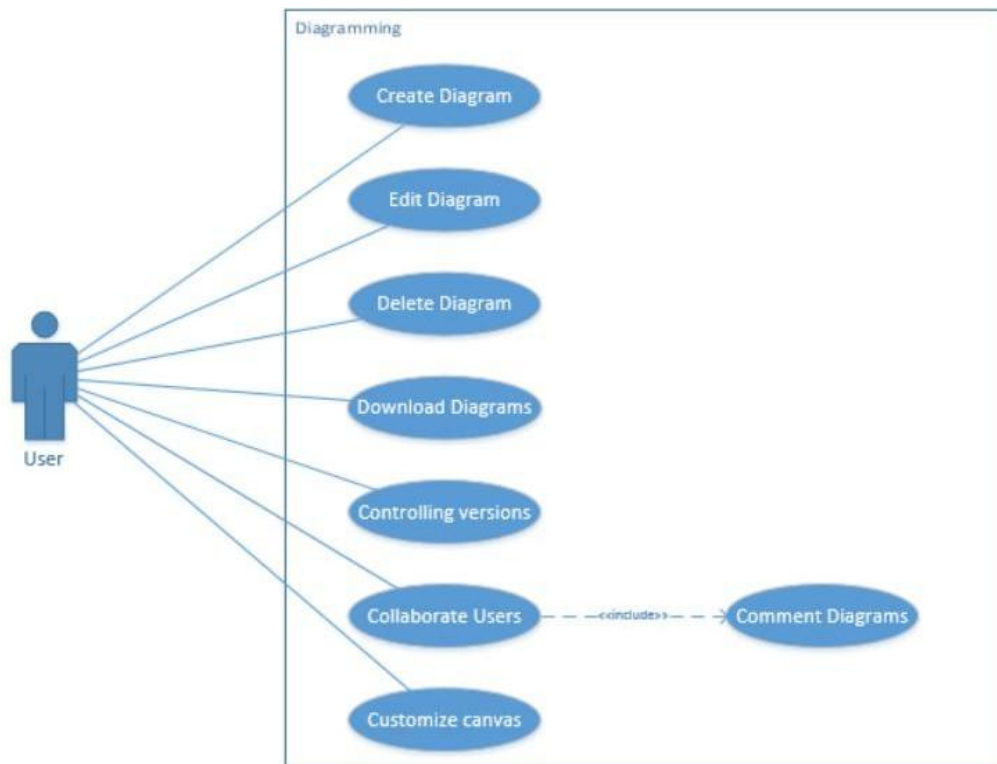 Diagramming
Create Diagram
Edit Diagram
Delete Diagram
User
Download Diagrams
Controlling versions
Collaborate Users
<<include>>
Comment Diagrams
Customize canvas